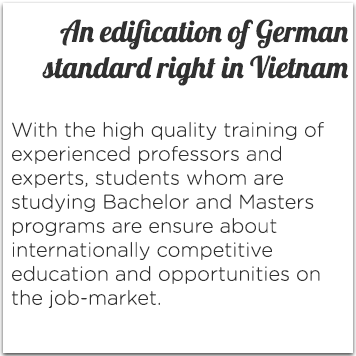 An edification of German
standard right in Vietnam
With the high quality training of
experienced professors and
experts, students whom are
studying Bachelor and Masters
programs are ensure about
internationally competitive
education and opportunities on
the job-market.